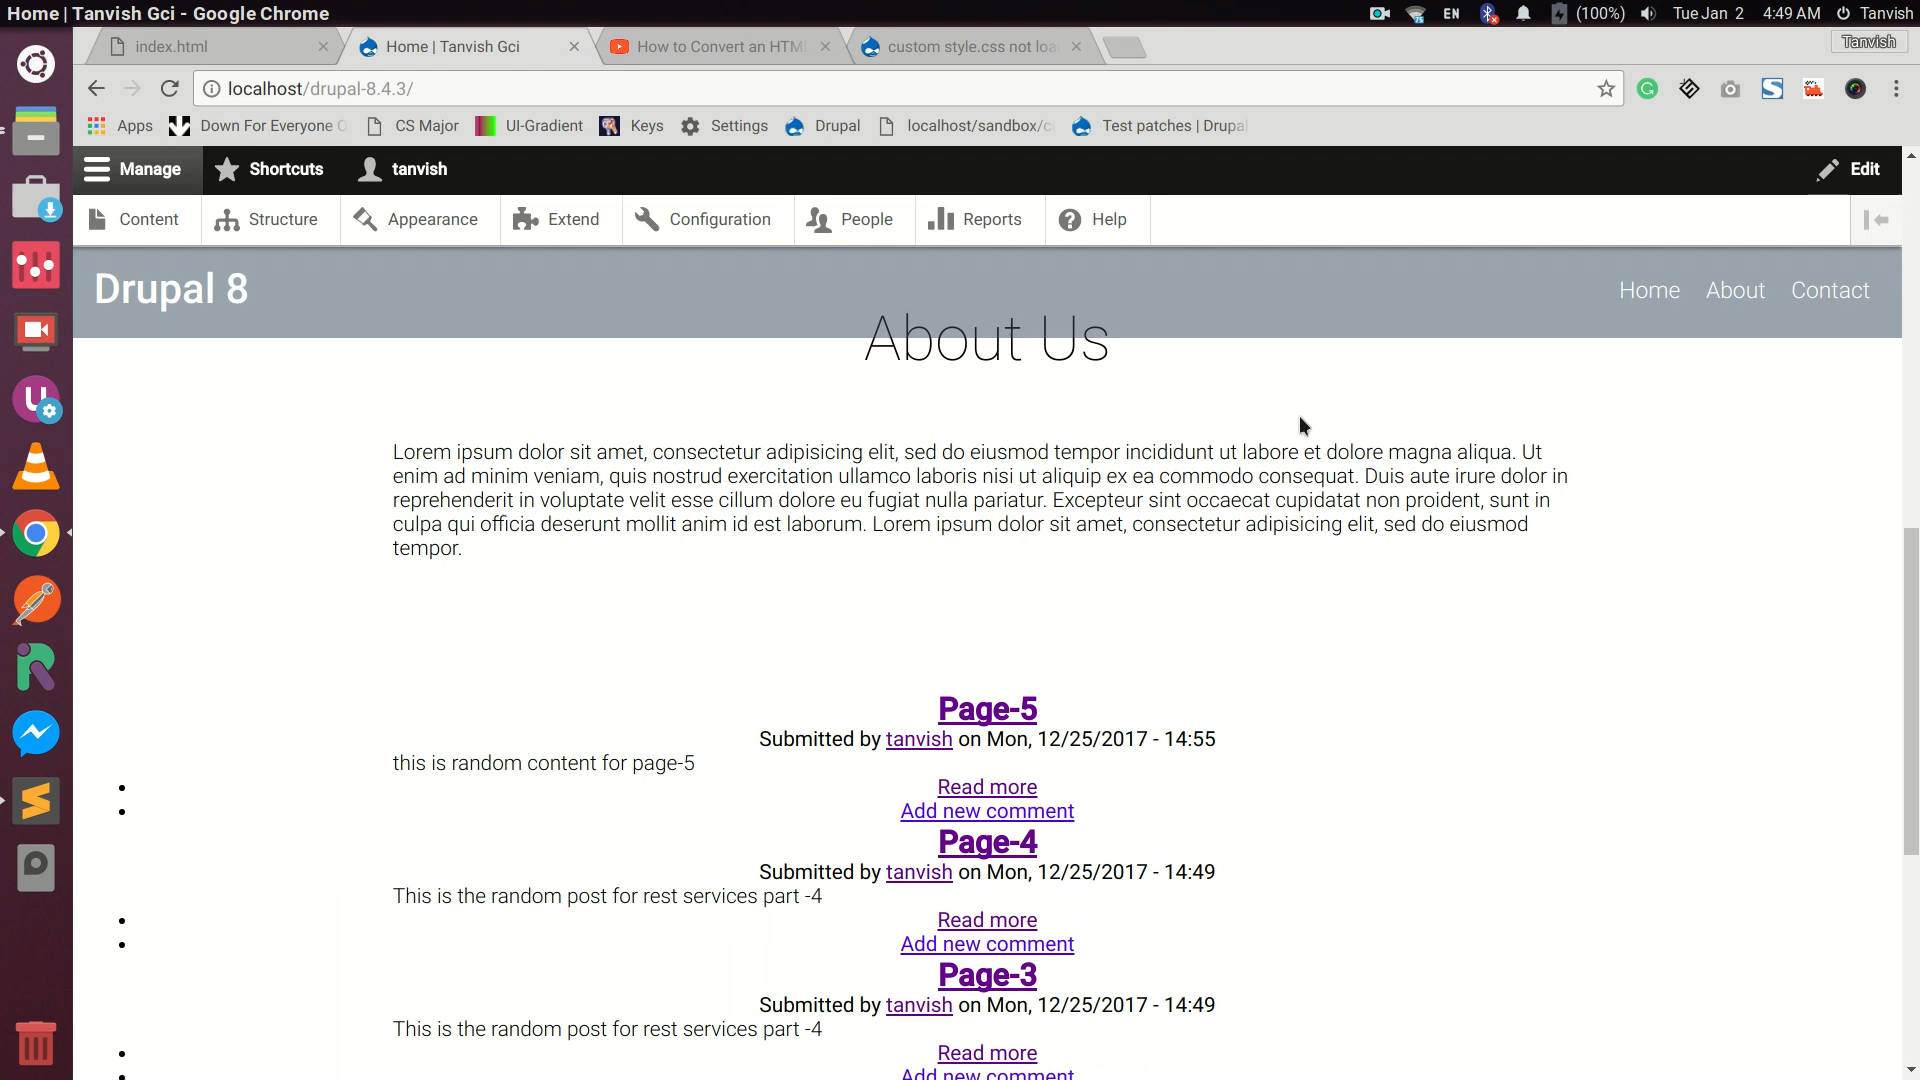 Home | Tanvish Gci - Google Chrome
EN (100%) Tue Jan 2 4:49 AM Tanvish
index.html
Home | Tanvish Gci
How to Convert an HTM
custom style.css not loa
Tanvish
localhost/drupal-8.4.3/
Apps
Down For Everyone O
CS Major
UI-Gradient
Keys
Settings
Drupal
localhost/sandbox/c
Test patches | Drupal
Manage
Shortcuts
tanvish
Edit
Content
Structure
Appearance
Extend
Configuration
People
Reports
Help
Drupal 8
Home About Contact
About Us
Lorem ipsum dolor sit amet, consectetur adipisicing elit, sed do eiusmod tempor incididunt ut labore et dolore magna aliqua. Ut
enim ad minim veniam, quis nostrud exercitation ullamco laboris nisi ut aliquip ex ea commodo consequat. Duis aute irure dolor in
reprehenderit in voluptate velit esse cillum dolore eu fugiat nulla pariatur. Excepteur sint occaecat cupidatat non proident, sunt in
culpa qui officia deserunt mollit anim id est laborum. Lorem ipsum dolor sit amet, consectetur adipisicing elit, sed do eiusmod
tempor.
Page-5
Submitted by tanvish on Mon, 12/25/2017 - 14:55
this is random content for page-5
Read more
Add new comment
Page-4
Submitted by tanvish on Mon, 12/25/2017 - 14:49
This is the random post for rest services part -4
Read more
Add new comment
Page-3
Submitted by tanvish on Mon, 12/25/2017 - 14:49
This is the random post for rest services part -4
Read more
Add new comment